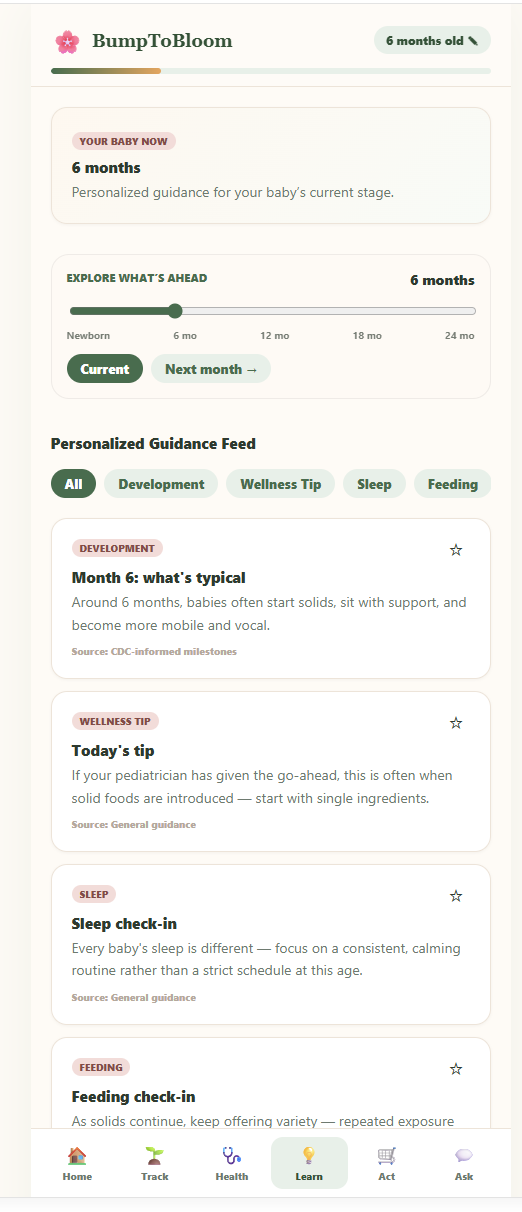 BumpToBloom
6 months old
YOUR BABY NOW
6 months
Personalized guidance for your baby’s current stage.
EXPLORE WHAT’S AHEAD
6 months
Newborn
6 mo
12 mo
18 mo
24 mo
Current
Next month →
Personalized Guidance Feed
All
Development
Wellness Tip
Sleep
Feeding
DEVELOPMENT
Month 6: what's typical
Around 6 months, babies often start solids, sit with support, and
become more mobile and vocal.
Source: CDC-informed milestones
WELLNESS TIP
Today's tip
If your pediatrician has given the go-ahead, this is often when
solid foods are introduced — start with single ingredients.
Source: General guidance
SLEEP
Sleep check-in
Every baby's sleep is different — focus on a consistent, calming
routine rather than a strict schedule at this age.
Source: General guidance
FEEDING
Feeding check-in
As solids continue, keep offering variety — repeated exposure
Home
Track
Health
Learn
Act
Ask